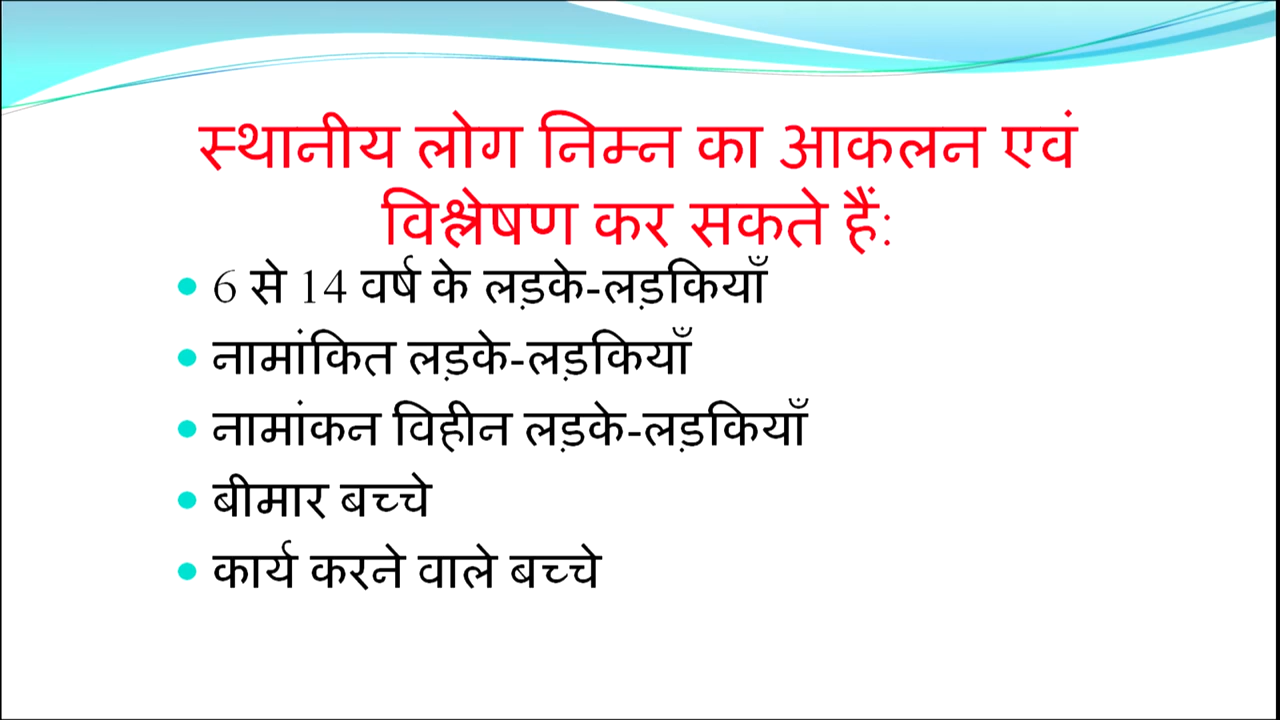 स्थानीय लोग निम्न का आकलन एवं
विश्लेषण कर सकते हैं:
• 6 से 14 वर्ष के लड़के-लड़कियाँ
• नामांकित लड़के-लड़कियाँ
• नामांकन विहीन लड़के-लड़कियाँ
• बीमार बच्चे
• कार्य करने वाले बच्चे